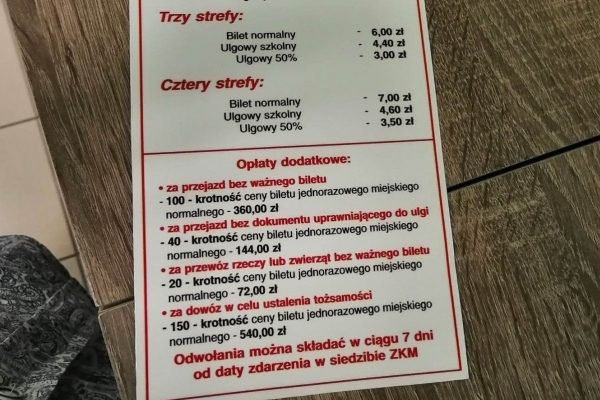 Trzy strefy:
Bilet normalny - 6,00 zł
Ulgowy szkolny - 4,40 zł
Ulgowy 50% - 3,00 zł
Cztery strefy:
Bilet normalny - 7,00 zł
Ulgowy szkolny - 4,60 zł
Ulgowy 50% - 3,50 zł
Opłaty dodatkowe:
• za przejazd bez ważnego biletu
- 100 - krotność ceny biletu jednorazowego miejskiego
normalnego - 360,00 zł
• za przejazd bez dokumentu uprawniającego do ulgi
- 40 - krotność ceny biletu jednorazowego miejskiego
normalnego - 144,00 zł
• za przewóz rzeczy lub zwierząt bez ważnego biletu
- 20 - krotność ceny biletu jednorazowego miejskiego
normalnego - 72,00 zł
• za dowóz w celu ustalenia tożsamości
- 150 - krotność ceny biletu jednorazowego miejskiego
normalnego - 540,00 zł
Odwołania można składać w ciągu 7 dni
od daty zdarzenia w siedzibie ZKM